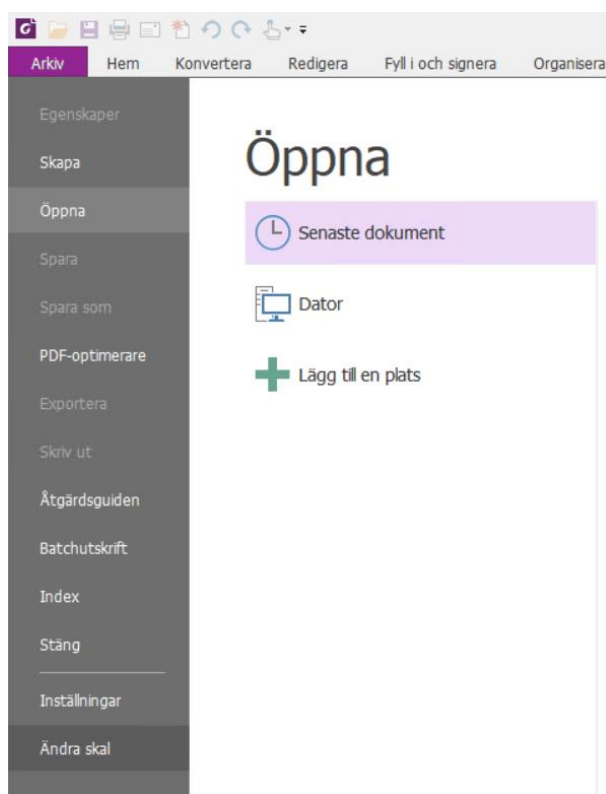 Arkiv Hem Konvertera Redigera Fyll i och signera Organisera
Egenskaper
Skapa
Öppna
Spara
Spara som
PDF-optimerare
Exportera
Skriv ut
Åtgärdsguiden
Batchutskrift
Index
Stäng
Inställningar
Ändra skal
Öppna
Senaste dokument
Dator
Lägg till en plats